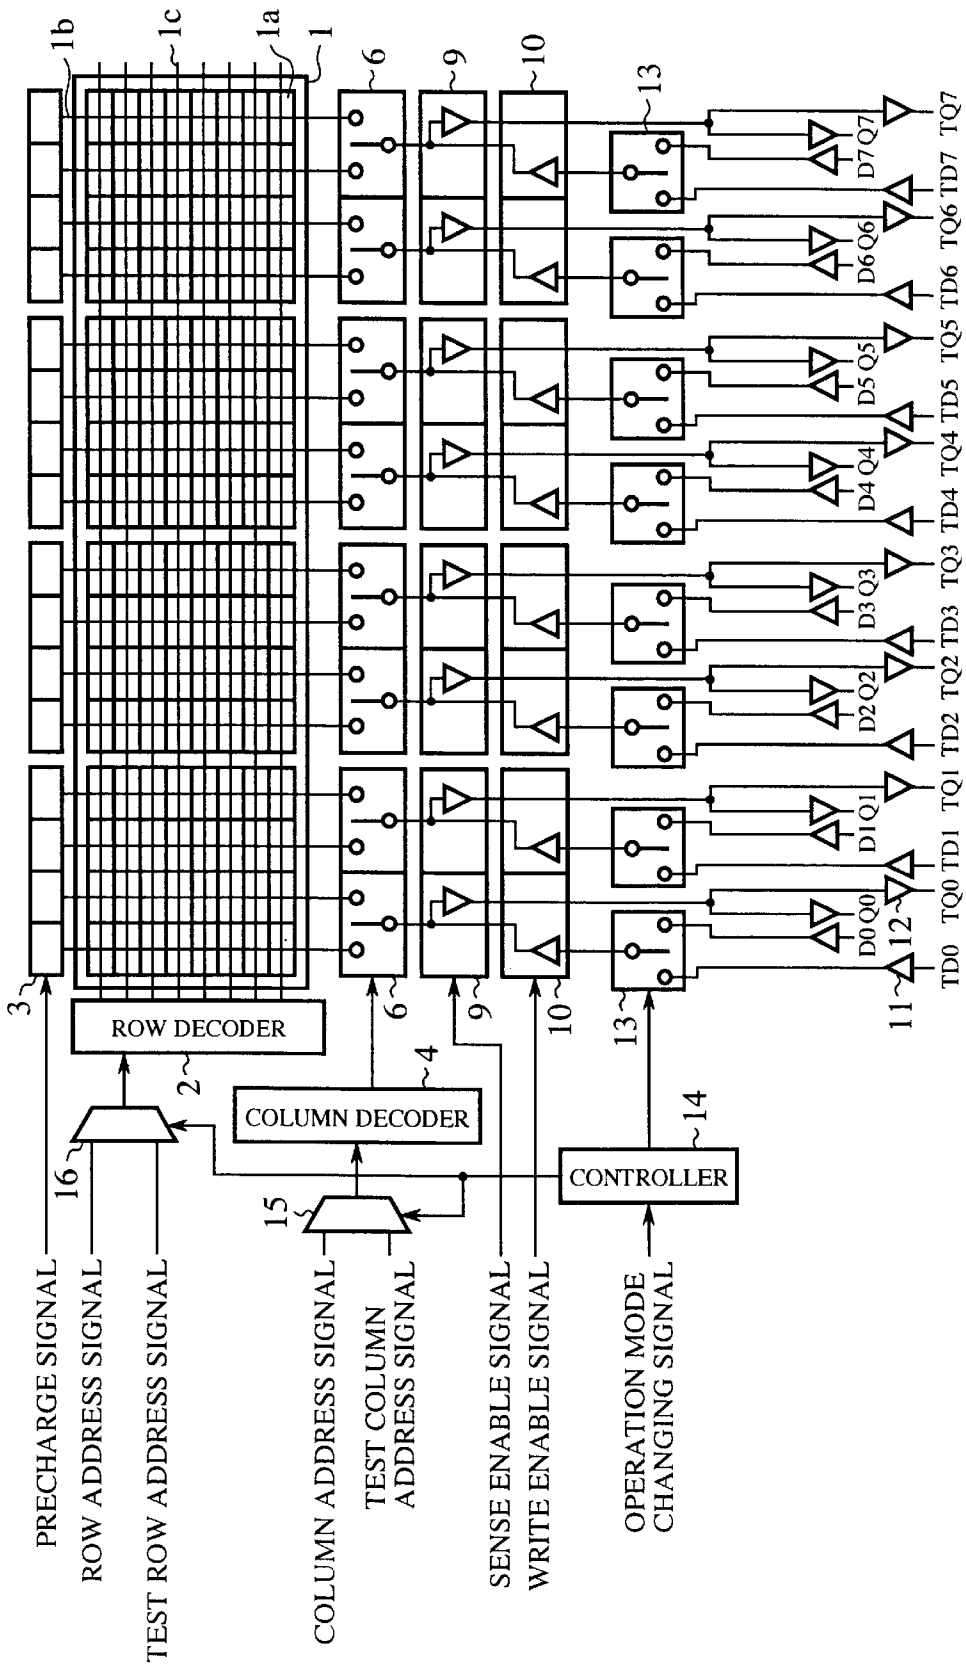 1b
1c
1a
1
6
9
10
13
3
ROW DECODER
2
16
COLUMN DECODER
4
15
6
9
10
13
CONTROLLER
14
11
12
PRECHARGE SIGNAL
ROW ADDRESS SIGNAL
TEST ROW ADDRESS SIGNAL
COLUMN ADDRESS SIGNAL
TEST COLUMN
ADDRESS SIGNAL
SENSE ENABLE SIGNAL
WRITE ENABLE SIGNAL
OPERATION MODE
CHANGING SIGNAL
D0 Q0
D1 Q1
D2 Q2
D3 Q3
D4 Q4
D5 Q5
D6 Q6
D7 Q7
TD0 TQ0
TD1 TQ1
TD2 TQ2
TD3 TQ3
TD4 TQ4
TD5 TQ5
TD6 TQ6
TD7 TQ7